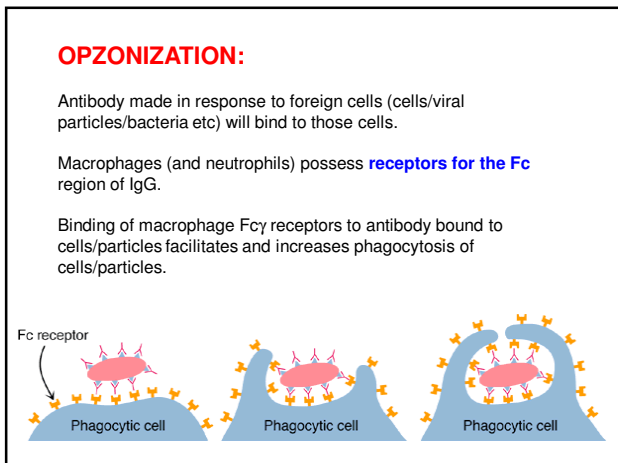 OPZONIZATION:
Antibody made in response to foreign cells (cells/viral
particles/bacteria etc) will bind to those cells.
Macrophages (and neutrophils) possess receptors for the Fc
region of IgG.
Binding of macrophage Fcγ receptors to antibody bound to
cells/particles facilitates and increases phagocytosis of
cells/particles.
Fc receptor
Phagocytic cell
Phagocytic cell
Phagocytic cell